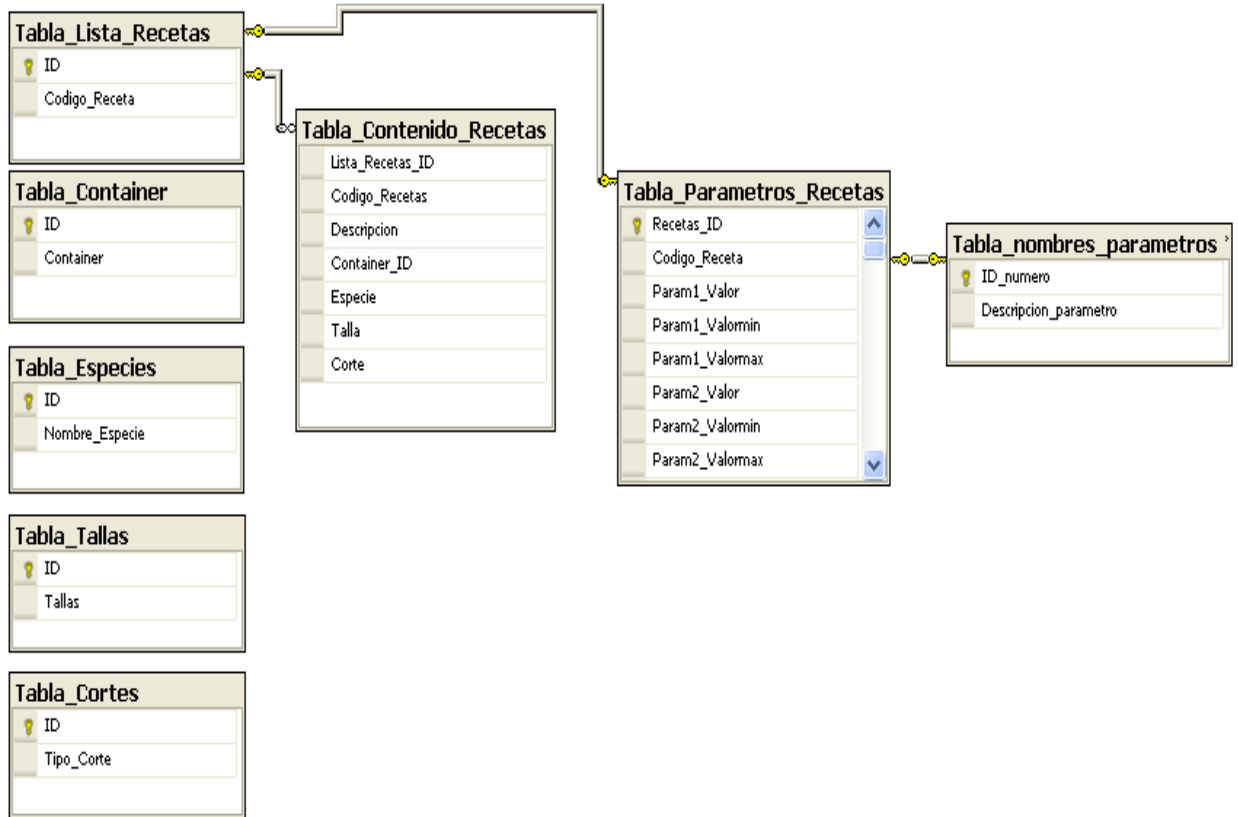 Tabla_Lista_Recetas
ID
Codigo_Receta
Tabla_Container
ID
Container
Tabla_Especies
ID
Nombre_Especie
Tabla_Tallas
ID
Tallas
Tabla_Cortes
ID
Tipo_Corte
Tabla_Contenido_Recetas
Lista_Recetas_ID
Codigo_Recetas
Descripcion
Container_ID
Especie
Talla
Corte
Tabla_Parametros_Recetas
Recetas_ID
Codigo_Receta
Param1_Valor
Param1_Valormin
Param1_Valormax
Param2_Valor
Param2_Valormin
Param2_Valormax
Tabla_nombres_parametros
ID_numero
Descripcion_parametro